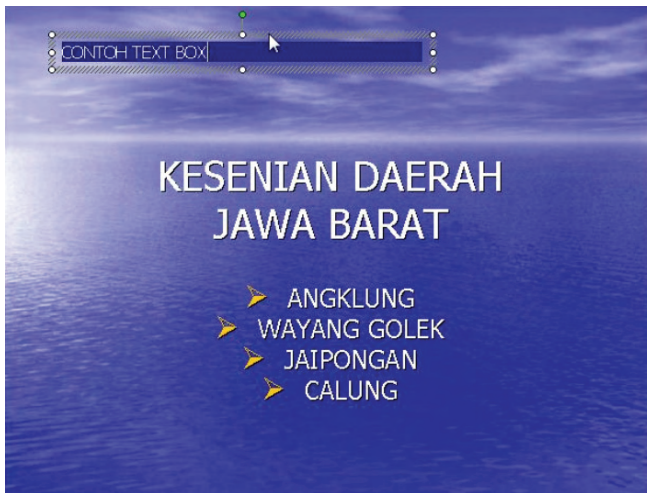 CONTOH TEXT BOX
KESENIAN DAERAH
JAWA BARAT
ANGKLUNG
WAYANG GOLEK
JAIPONGAN
CALUNG